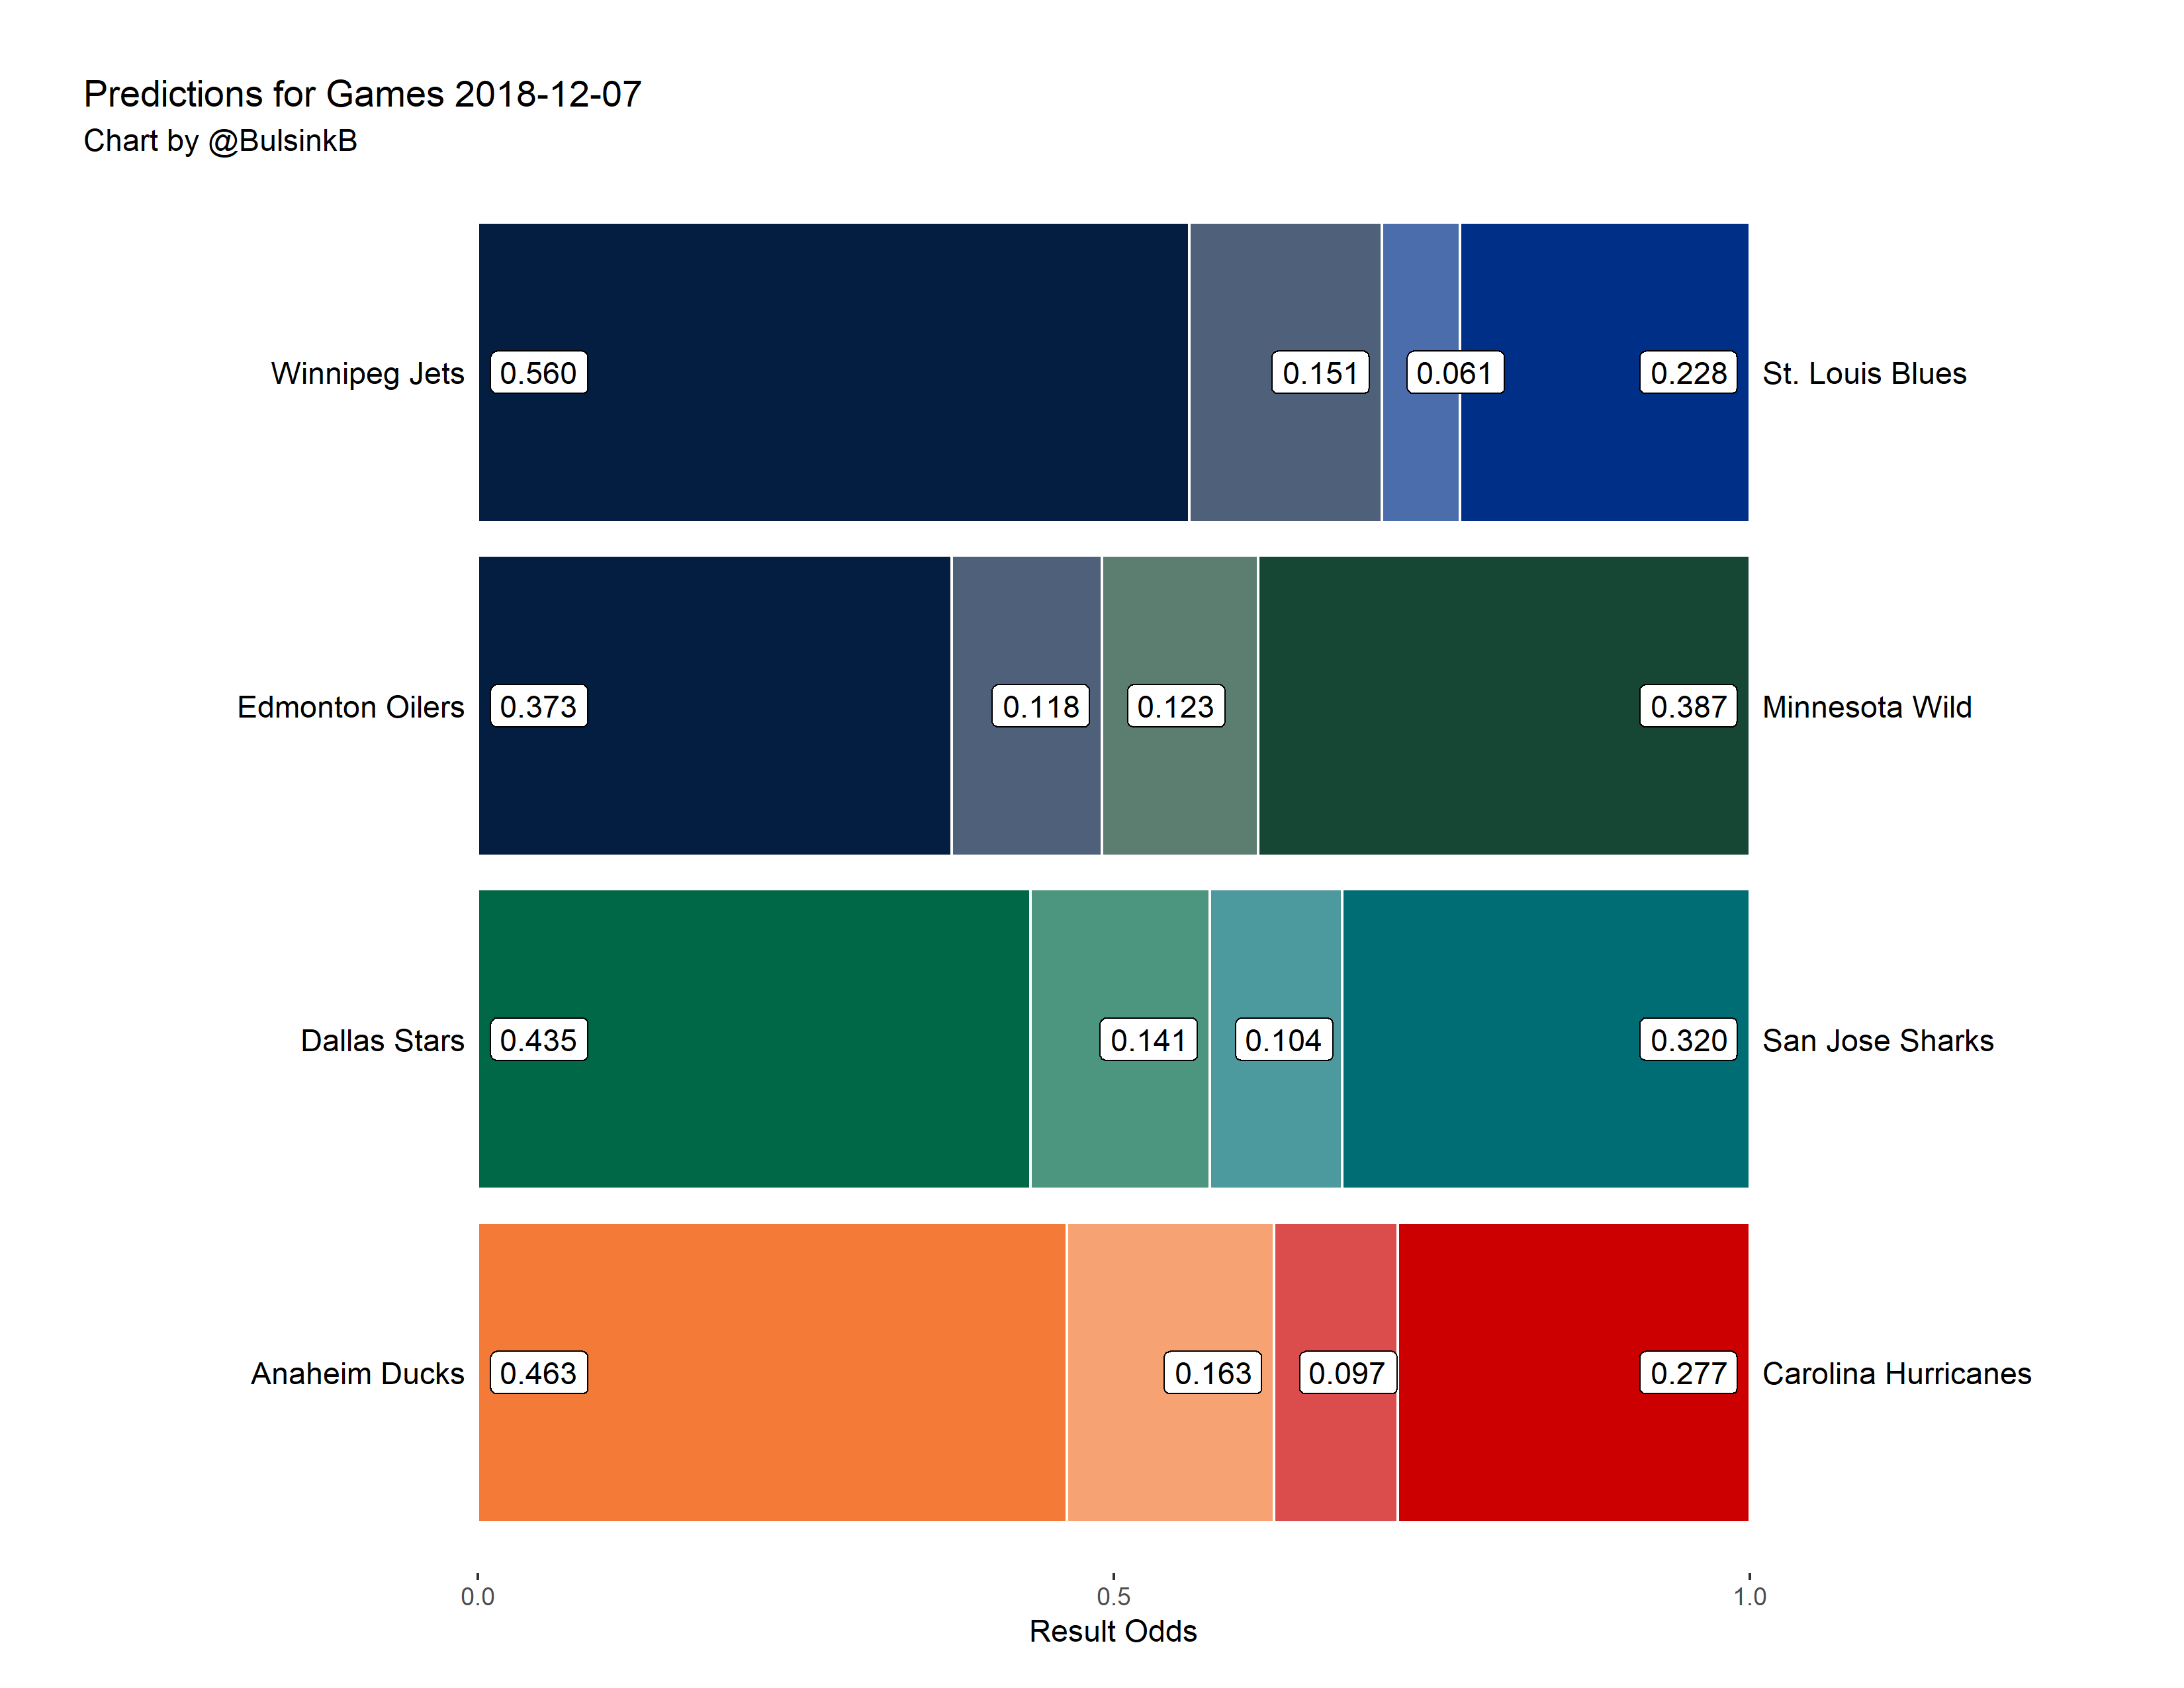 Predictions for Games 2018-12-07
Chart by @BulsinkB
Winnipeg Jets 0.560 0.151 0.061 0.228 St. Louis Blues
Edmonton Oilers 0.373 0.118 0.123 0.387 Minnesota Wild
Dallas Stars 0.435 0.141 0.104 0.320 San Jose Sharks
Anaheim Ducks 0.463 0.163 0.097 0.277 Carolina Hurricanes
0.0 0.5 1.0
Result Odds